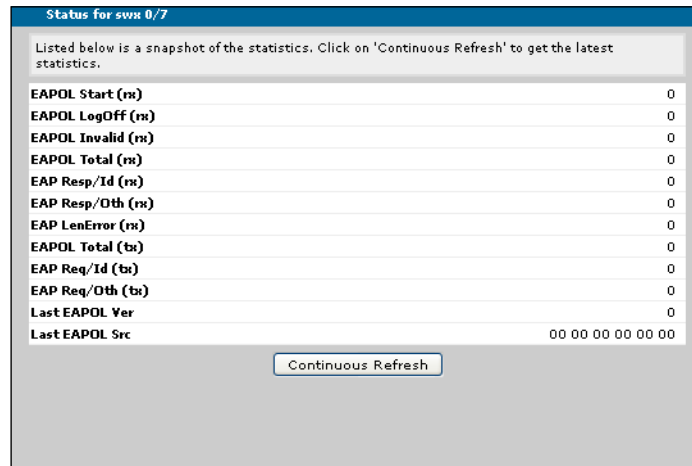 Status for swx 0/7
Listed below is a snapshot of the statistics. Click on 'Continuous Refresh' to get the latest
statistics.
EAPOL Start (rx) 0
EAPOL LogOff (rx) 0
EAPOL Invalid (rx) 0
EAPOL Total (rx) 0
EAP Resp/Id (rx) 0
EAP Resp/Oth (rx) 0
EAP LenError (rx) 0
EAPOL Total (tx) 0
EAP Req/Id (tx) 0
EAP Req/Oth (tx) 0
Last EAPOL Ver 0
Last EAPOL Src 00 00 00 00 00 00
Continuous Refresh